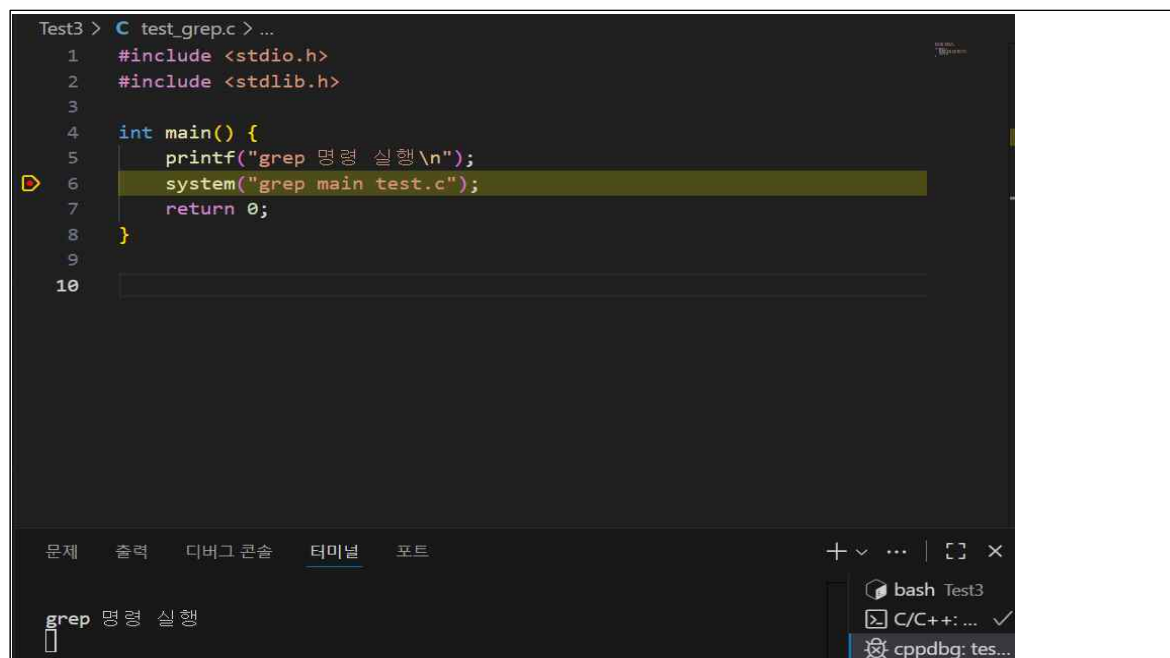 Test3 > C test_grep.c > ...
1 #include <stdio.h>
2 #include <stdlib.h>
3
4 int main() {
5 printf("grep 명령 실행\n");
6 system("grep main test.c");
7 return 0;
8 }
9
10
문제 출력 디버그 콘솔 터미널 포트
bash Test3
grep 명령 실행
C/C++: ...
cppdbg: tes...